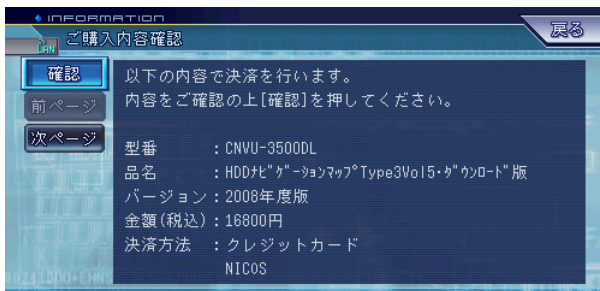 INFORMATION
戻る
LAN ご購入内容確認
確認
以下の内容で決済を行います。
前ページ
内容をご確認の上[確認]を押してください。
次ページ
型番 :CNVU-3500DL
品名 :HDDﾅﾋﾞｹﾞｰｼｮﾝﾏｯﾌﾟType3Vol5・ﾀﾞｳﾝﾛｰﾄﾞ版
バージョン:2008年度版
金額(税込):16800円
決済方法 :クレジットカード
NICOS